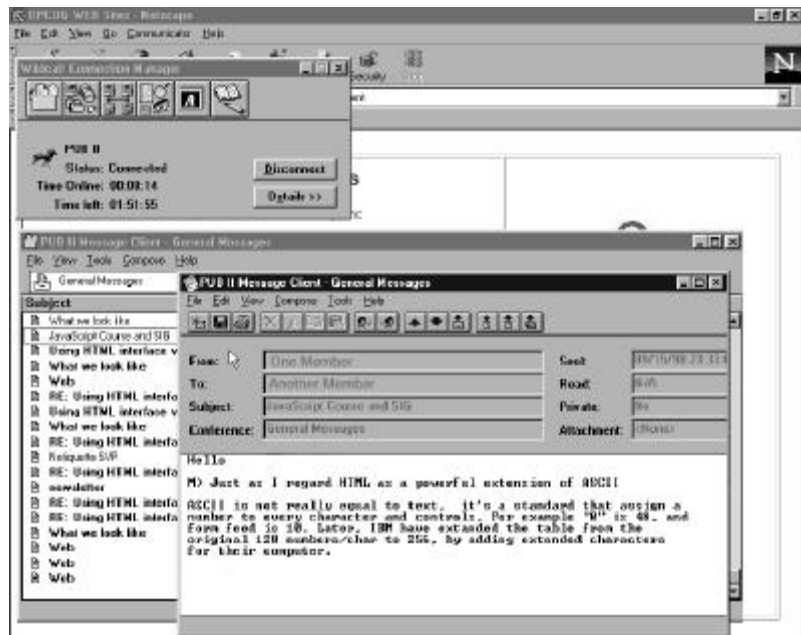 OPCUG WEB Sites - Netscape
File Edit View Go Communicator Help
Security
Wildcat Connection Manager
PUB II
Status: Connected
Time Online: 00:08:14
Time left: 01:51:55
Disconnect
Details >>
PUB II Message Client - General Messages
File View Tools Compose Help
General Messages
Subject
What we look like
JavaScript Course and SIG
Using HTML interface v
What we look like
Web
RE: Using HTML interfa
Using HTML interface v
What we look like
RE: Using HTML interfa
Netiquette SVP
RE: Using HTML interfa
newsletter
RE: Using HTML interfa
RE: Using HTML interfa
What we look like
Web
Web
Web
PUB II Message Client - General Messages
File Edit View Compose Tools Help
From: One Member Sent:
To: Another Member Read: N/A
Subject: JavaScript Course and SIG Private: No
Conference: General Messages Attachment: <None>
Hello
M) Just as I regard HTML as a powerful extension of ASCII
ASCII is not really equal to text. it's a standard that assign a
number to every character and controls. For example "0" is 48, and
form feed is 10. Later, IBM have extanded the table from the
original 128 numbers/char to 256, by adding extanded characters
for their computer.